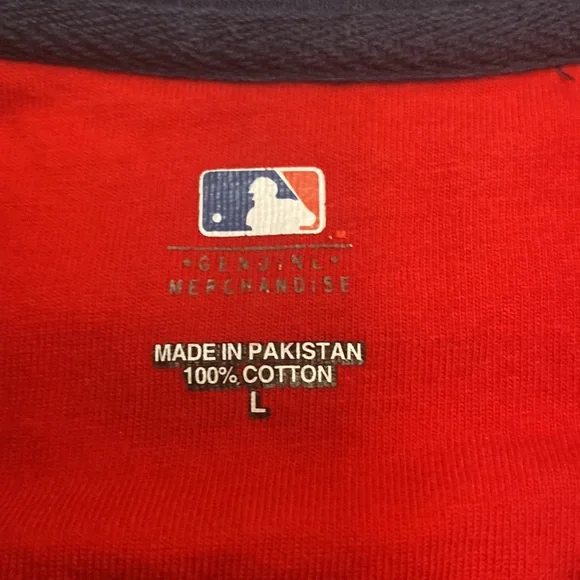 GENUINE
MERCHANDISE
MADE IN PAKISTAN
100% COTTON
L